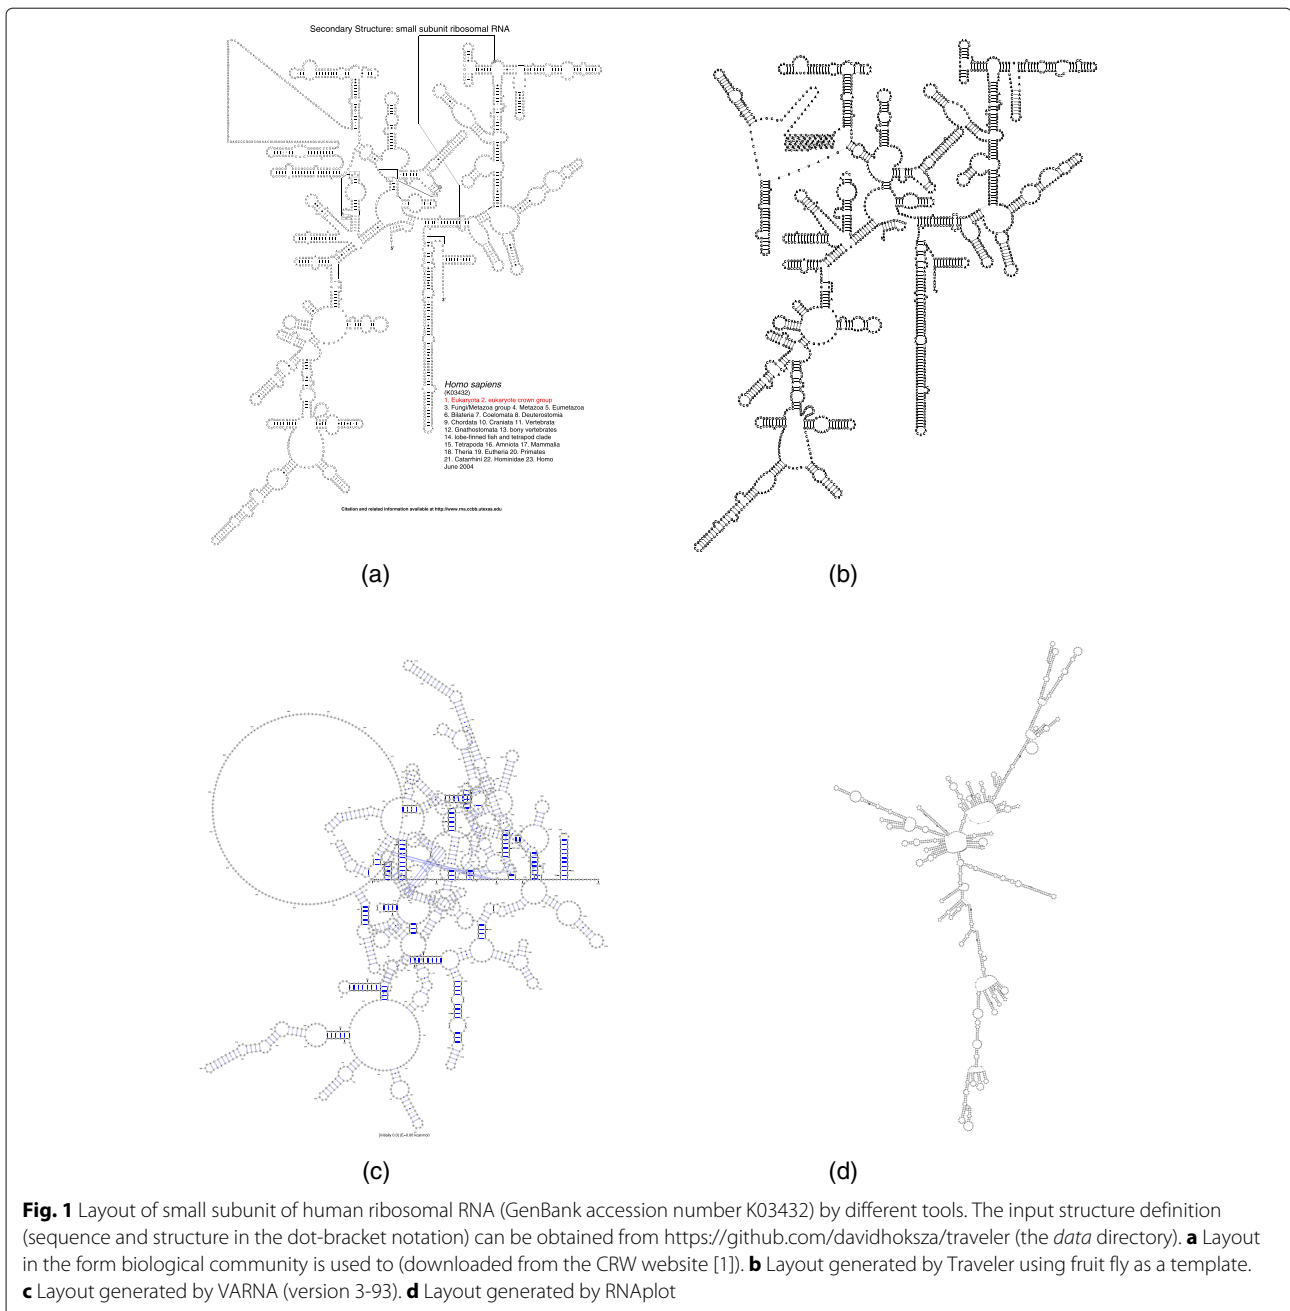 Secondary Structure: small subunit ribosomal RNA
Homo sapiens
(K03432)
1. Eukaryota 2. eukaryote crown group
3. Fungi/Metazoa group 4. Metazoa 5. Eumetazoa
6. Bilateria 7. Coelomata 8. Deuterostomia
9. Chordata 10. Craniata 11. Vertebrata
12. Gnathostomata 13. bony vertebrates
14. lobe-finned fish and tetrapod clade
15. Tetrapoda 16. Amniota 17. Mammalia
18. Theria 19. Eutheria 20. Primates
21. Catarrhini 22. Hominidae 23. Homo
June 2004
Citation and related information available at http://www.rna.ccbb.utexas.edu
(a)
(b)
(c)
(d)
Fig. 1 Layout of small subunit of human ribosomal RNA (GenBank accession number K03432) by different tools. The input structure definition
(sequence and structure in the dot-bracket notation) can be obtained from https://github.com/davidhoksza/traveler (the data directory). a Layout
in the form biological community is used to (downloaded from the CRW website [1]). b Layout generated by Traveler using fruit fly as a template.
c Layout generated by VARNA (version 3-93). d Layout generated by RNAplot